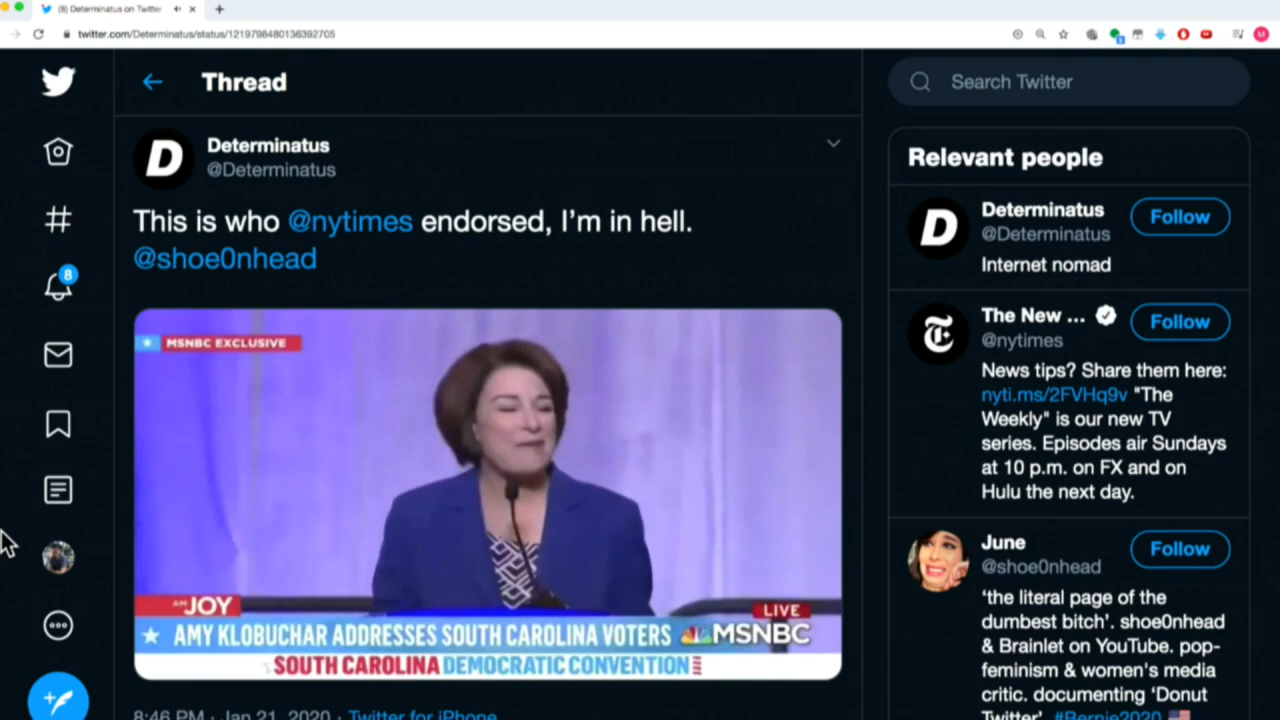 (8) Determinatus on Twitter
twitter.com/Determinatus/status/1219798480136392705
Thread
Search Twitter
D
Determinatus
@Determinatus
This is who @nytimes endorsed, I'm in hell.
@shoe0nhead
8
MSNBC EXCLUSIVE
AM JOY
LIVE
AMY KLOBUCHAR ADDRESSES SOUTH CAROLINA VOTERS
MSNBC
SOUTH CAROLINA DEMOCRATIC CONVENTION
8:46 PM · Jan 21, 2020 · Twitter for iPhone
Relevant people
D
Determinatus
@Determinatus
Follow
Internet nomad
T
The New ...
@nytimes
Follow
News tips? Share them here:
nyti.ms/2FVHq9v "The
Weekly" is our new TV
series. Episodes air Sundays
at 10 p.m. on FX and on
Hulu the next day.
June
@shoe0nhead
Follow
‘the literal page of the
dumbest bitch’. shoe0nhead
& Brainlet on YouTube. pop-
feminism & women's media
critic. documenting ‘Donut
Twitter’. #Bernie2020